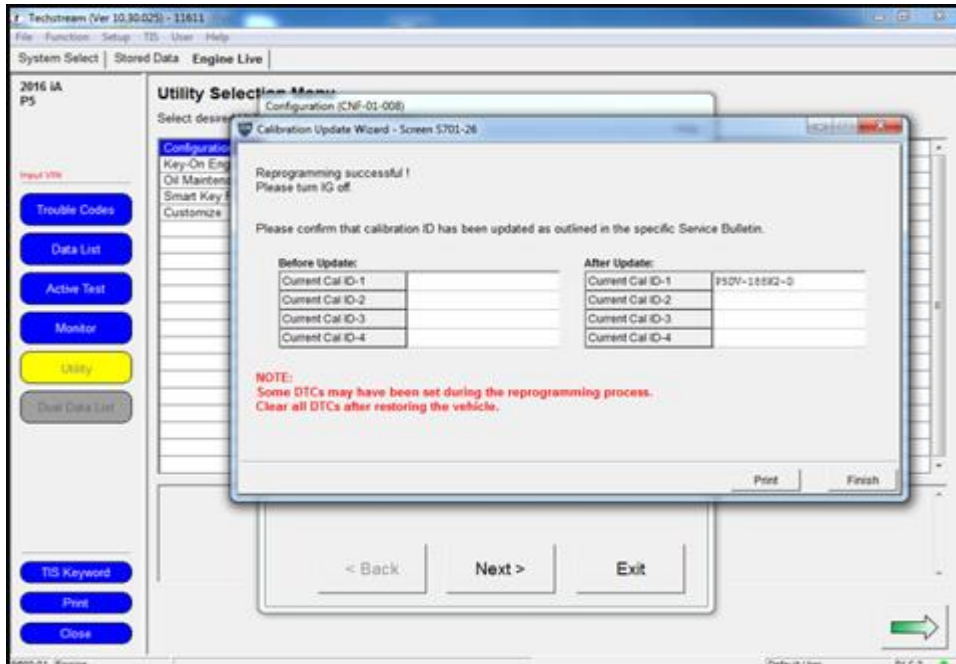 Techstream (Ver 10.30.025) - 11611
File Function Setup TIS User Help
System Select Stored Data Engine Live
2016 iA
P5
Input VIN
Trouble Codes
Data List
Active Test
Monitor
Utility
Dual Data List
TIS Keyword
Print
Close
Utility Selection Menu
Select desired
Configuration
Key-On Eng
Oil Mainten
Smart Key
Customize
Configuration (CNF-01-008)
Calibration Update Wizard - Screen S701-26
Reprogramming successful !
Please turn IG off.
Please confirm that calibration ID has been updated as outlined in the specific Service Bulletin.
Before Update:
Current Cal ID-1
Current Cal ID-2
Current Cal ID-3
Current Cal ID-4
After Update:
Current Cal ID-1
Current Cal ID-2
Current Cal ID-3
Current Cal ID-4
NOTE:
Some DTCs may have been set during the reprogramming process.
Clear all DTCs after restoring the vehicle.
Print Finish
< Back Next > Exit
Default User